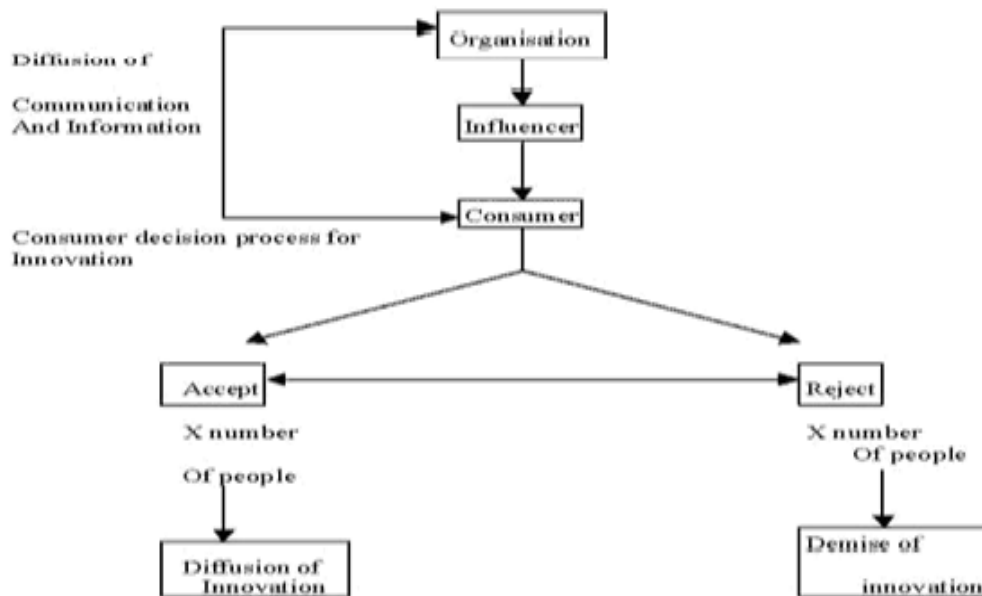 Örganisation
Diffusion of
Communication
And Information
Influencer
Consumer
Consumer decision process for
Innovation
Accept
Reject
X number
Of people
X number
Of people
Diffusion of
Innovation
Demise of
innovation